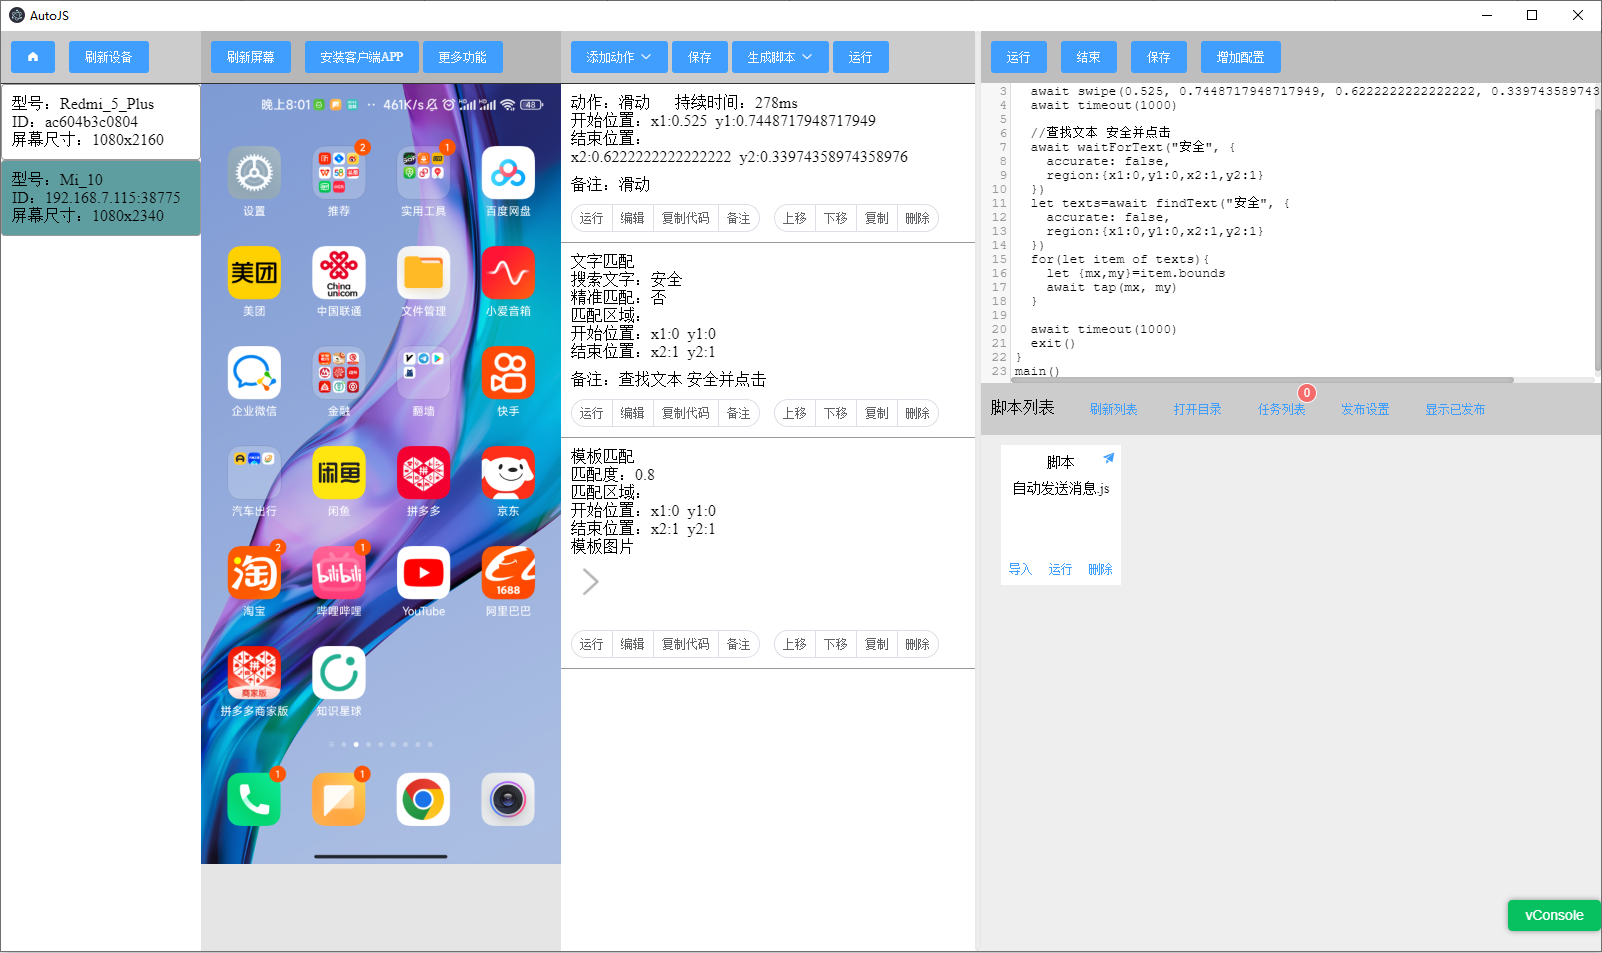 AutoJS
刷新设备
刷新屏幕
安装客户端APP
更多功能
添加动作
保存
生成脚本
运行
运行
结束
保存
增加配置
型号：Redmi_5_Plus
ID：ac604b3c0804
屏幕尺寸：1080x2160
型号：Mi_10
ID：192.168.7.115:38775
屏幕尺寸：1080x2340
晚上8:01
461K/s
48
2
1
设置
推荐
实用工具
百度网盘
美团
China
unicom
美团
中国联通
文件管理
小爱音箱
企业微信
金融
翻墙
快手
闲鱼
汽车出行
闲鱼
拼多多
京东
淘
2
bilibili
1
1688
淘宝
哔哩哔哩
YouTube
阿里巴巴
拼
商家版
拼多多商家版
知识星球
1
1
动作：滑动 持续时间：278ms
开始位置：x1:0.525 y1:0.7448717948717949
结束位置：
x2:0.6222222222222222 y2:0.33974358974358976
备注：滑动
运行 编辑 复制代码 备注 上移 下移 复制 删除
文字匹配
搜索文字：安全
精准匹配：否
匹配区域：
开始位置：x1:0 y1:0
结束位置：x2:1 y2:1
备注：查找文本 安全并点击
运行 编辑 复制代码 备注 上移 下移 复制 删除
模板匹配
匹配度：0.8
匹配区域：
开始位置：x1:0 y1:0
结束位置：x2:1 y2:1
模板图片
运行 编辑 复制代码 备注 上移 下移 复制 删除
3 await swipe(0.525, 0.7448717948717949, 0.6222222222222222, 0.339743589743
4 await timeout(1000)
5
6 //查找文本 安全并点击
7 await waitForText("安全", {
8 accurate: false,
9 region:{x1:0,y1:0,x2:1,y2:1}
10 })
11 let texts=await findText("安全", {
12 accurate: false,
13 region:{x1:0,y1:0,x2:1,y2:1}
14 })
15 for(let item of texts){
16 let {mx,my}=item.bounds
17 await tap(mx, my)
18 }
19
20 await timeout(1000)
21 exit()
22 }
23 main()
脚本列表
刷新列表
打开目录
任务列表
0
发布设置
显示已发布
脚本
自动发送消息.js
导入 运行 删除
vConsole